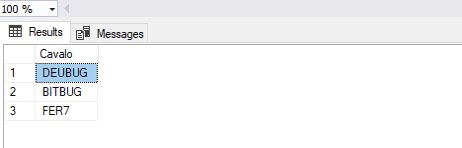 100 %
Results Messages
Cavalo
1 DEUBUG
2 BITBUG
3 FER7